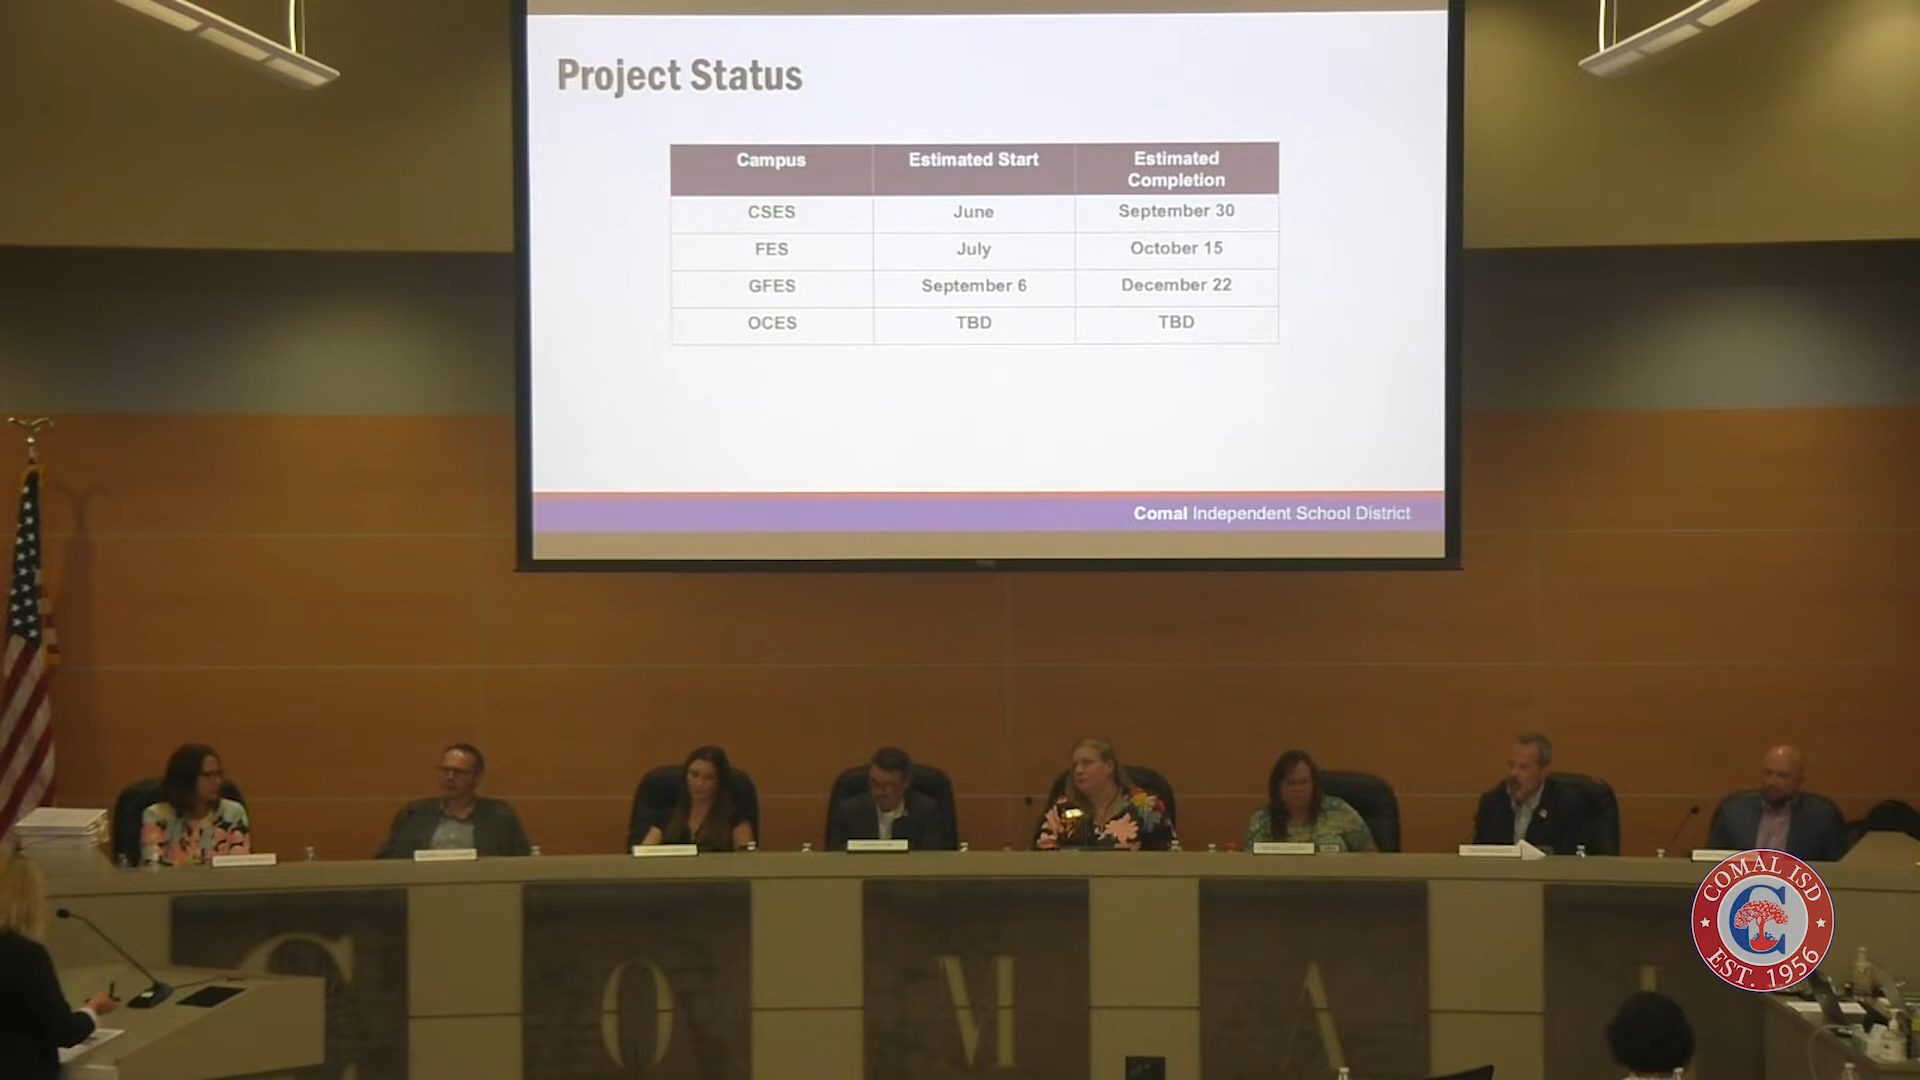 Project Status
Campus Estimated Start Estimated Completion
CSES June September 30
FES July October 15
GFES September 6 December 22
OCES TBD TBD
Comal Independent School District
COMAL ISD
EST. 1956
C O M A L